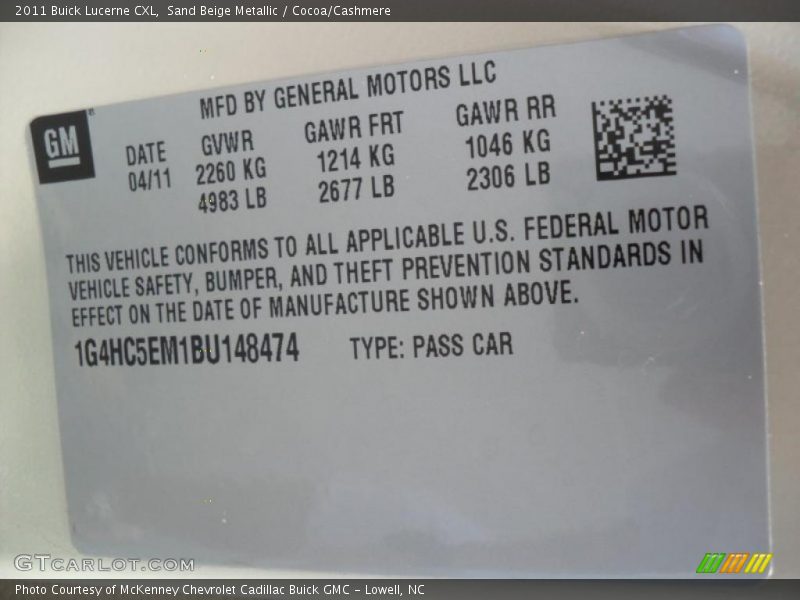 2011 Buick Lucerne CXL,  Sand Beige Metallic / Cocoa/Cashmere
MFD BY GENERAL MOTORS LLC
GM®
DATE GVWR GAWR FRT GAWR RR
04/11 2260 KG 1214 KG 1046 KG
4983 LB 2677 LB 2306 LB
THIS VEHICLE CONFORMS TO ALL APPLICABLE U.S. FEDERAL MOTOR
VEHICLE SAFETY, BUMPER, AND THEFT PREVENTION STANDARDS IN
EFFECT ON THE DATE OF MANUFACTURE SHOWN ABOVE.
1G4HC5EM1BU148474 TYPE: PASS CAR
GTCARLOT.COM
Photo Courtesy of McKenney Chevrolet Cadillac Buick GMC - Lowell, NC